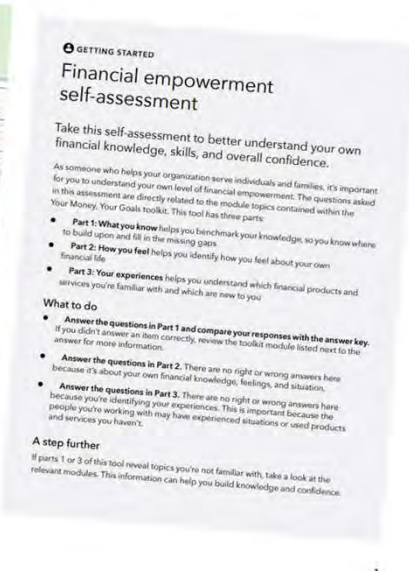 GETTING STARTED
Financial empowerment
self-assessment
Take this self-assessment to better understand your own
financial knowledge, skills, and overall confidence.
As someone who helps your organization serve individuals and families, it's important
for you to understand your own level of financial empowerment. The questions asked
in this assessment are directly related to the module topics contained within the
Your Money, Your Goals toolkit. This tool has three parts:
• Part 1: What you know helps you benchmark your knowledge, so you know where
to build upon and fill in the missing gaps
• Part 2: How you feel helps you identify how you feel about your own
financial life
• Part 3: Your experiences helps you understand which financial products and
services you're familiar with and which are new to you
What to do
• Answer the questions in Part 1 and compare your responses with the answer key.
If you didn't answer an item correctly, review the toolkit module listed next to the
answer for more information.
• Answer the questions in Part 2. There are no right or wrong answers here
because it's about your own financial knowledge, feelings, and situation.
• Answer the questions in Part 3. There are no right or wrong answers here
because you're identifying your experiences. This is important because the
people you're working with may have experienced situations or used products
and services you haven't.
A step further
If parts 1 or 3 of this tool reveal topics you're not familiar with, take a look at the
relevant modules. This information can help you build knowledge and confidence.